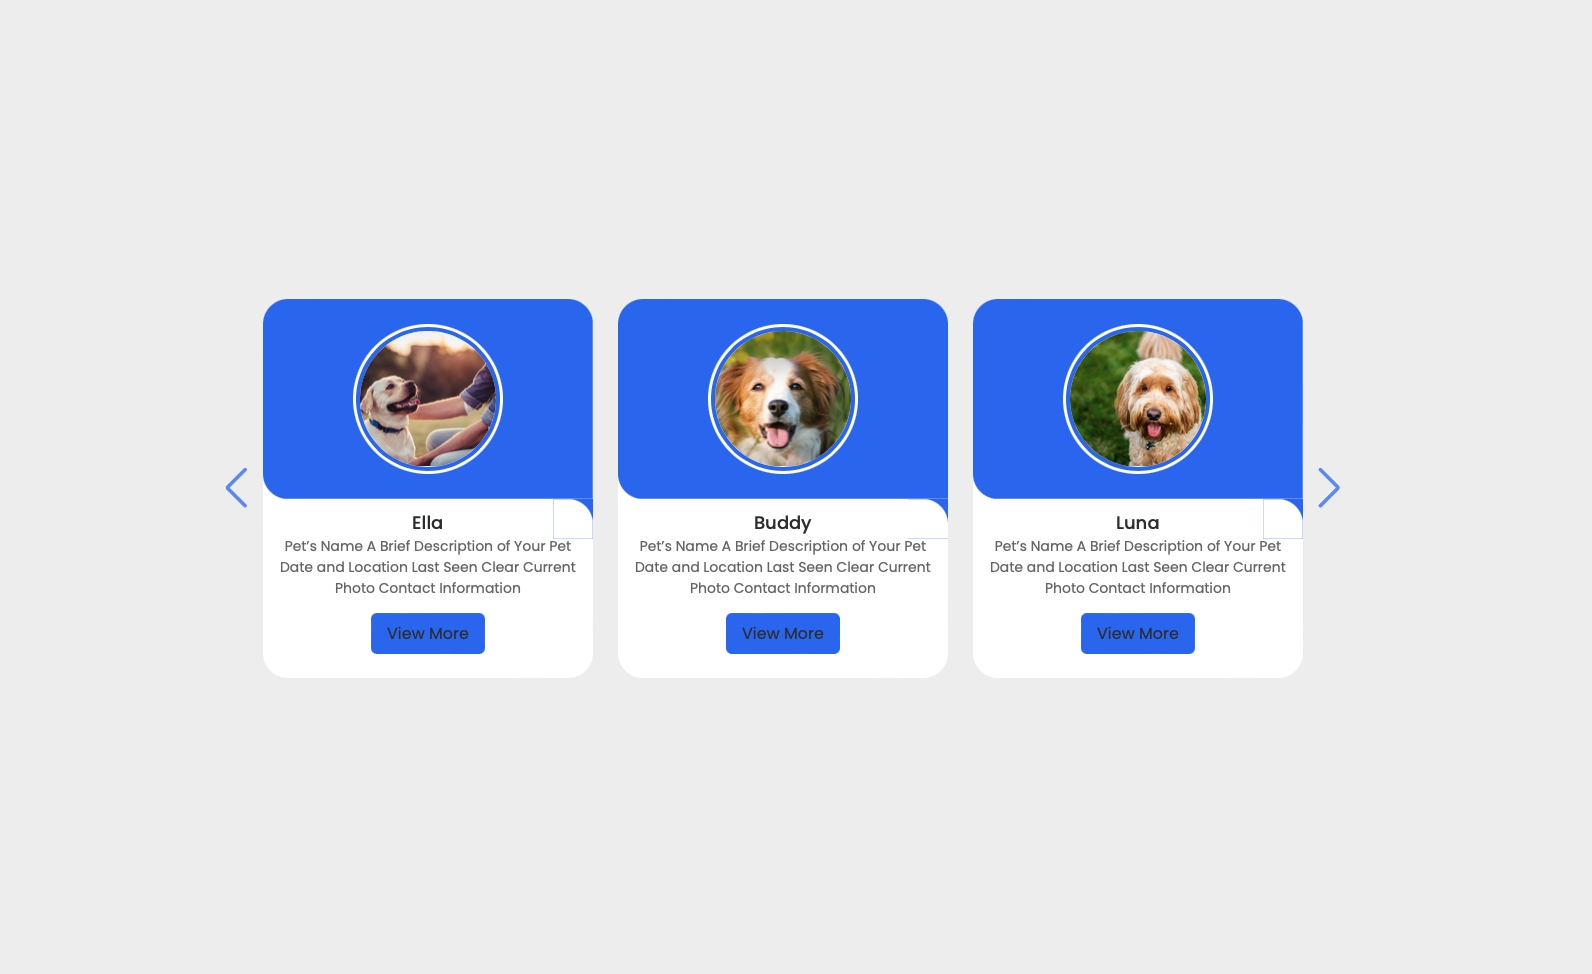 Ella
Pet’s Name A Brief Description of Your Pet
Date and Location Last Seen Clear Current
Photo Contact Information
View More
Buddy
Pet’s Name A Brief Description of Your Pet
Date and Location Last Seen Clear Current
Photo Contact Information
View More
Luna
Pet’s Name A Brief Description of Your Pet
Date and Location Last Seen Clear Current
Photo Contact Information
View More